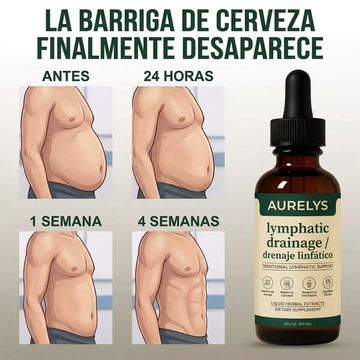 LA BARRIGA DE CERVEZA
FINALMENTE DESAPARECE
ANTES
24 HORAS
1 SEMANA
4 SEMANAS
AURELYS
lymphatic
drainage /
drenaje linfático
TRADITIONAL LYMPHATIC SUPPORT
LIQUID HERBAL EXTRACT
DIETARY SUPPLEMENT